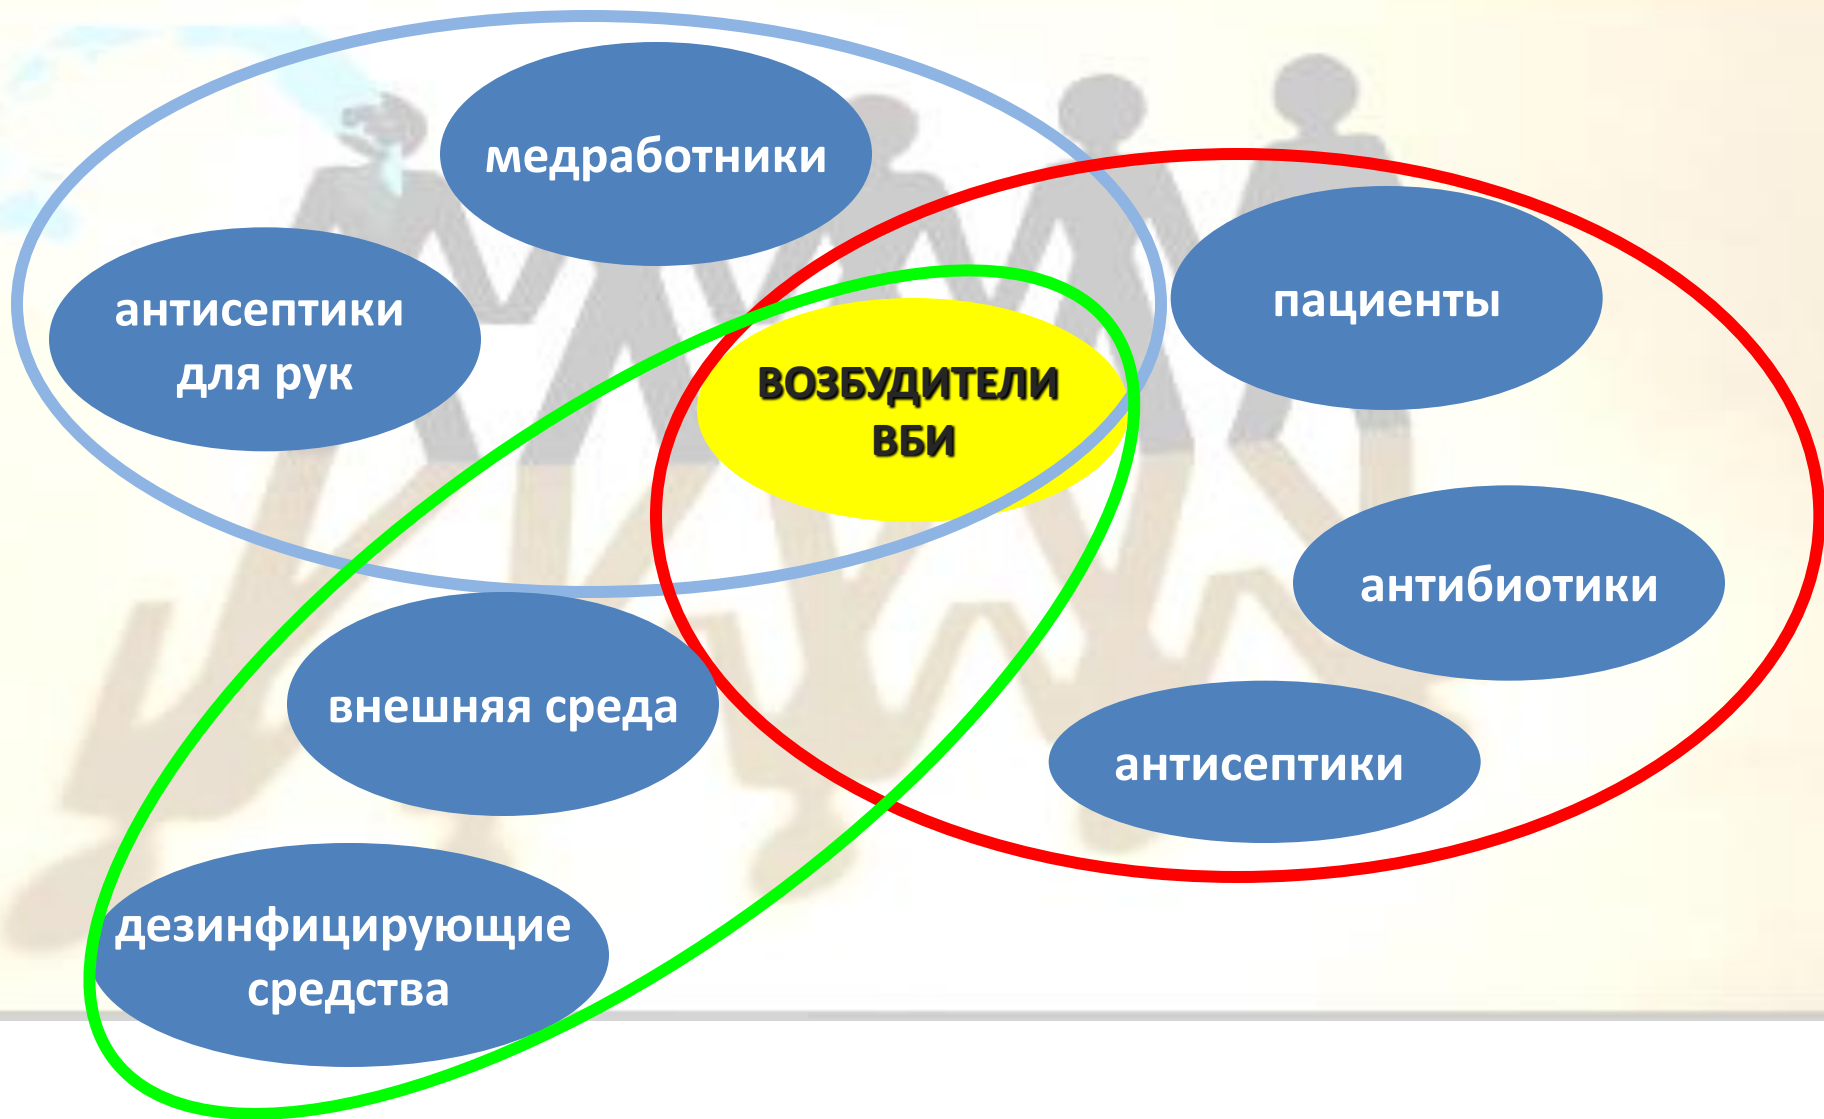 медработники
антисептики
для рук
пациенты
ВОЗБУДИТЕЛИ
ВБИ
антибиотики
внешняя среда
антисептики
дезинфицирующие
средства